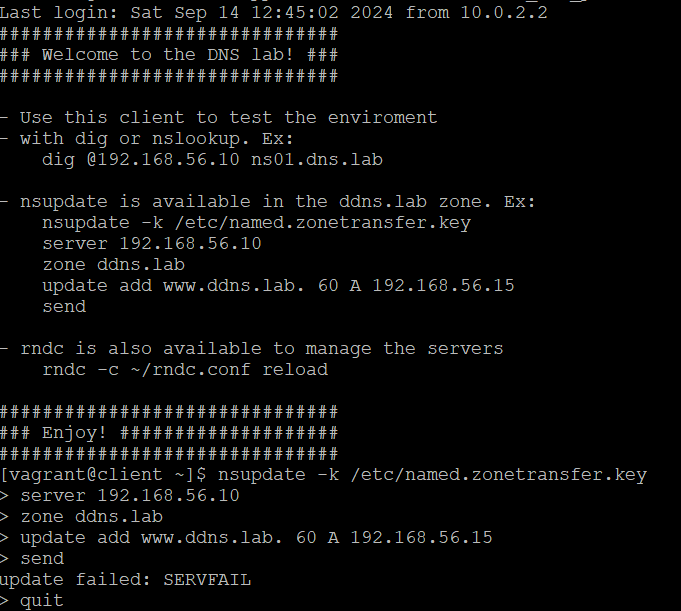 Last login: Sat Sep 14 12:45:02 2024 from 10.0.2.2
###############################
### Welcome to the DNS lab! ###
###############################
- Use this client to test the enviroment
- with dig or nslookup. Ex:
    dig @192.168.56.10 ns01.dns.lab
- nsupdate is available in the ddns.lab zone. Ex:
    nsupdate -k /etc/named.zonetransfer.key
    server 192.168.56.10
    zone ddns.lab
    update add www.ddns.lab. 60 A 192.168.56.15
    send
- rndc is also available to manage the servers
    rndc -c ~/rndc.conf reload
###############################
### Enjoy! ####################
###############################
[vagrant@client ~]$ nsupdate -k /etc/named.zonetransfer.key
> server 192.168.56.10
> zone ddns.lab
> update add www.ddns.lab. 60 A 192.168.56.15
> send
update failed: SERVFAIL
> quit